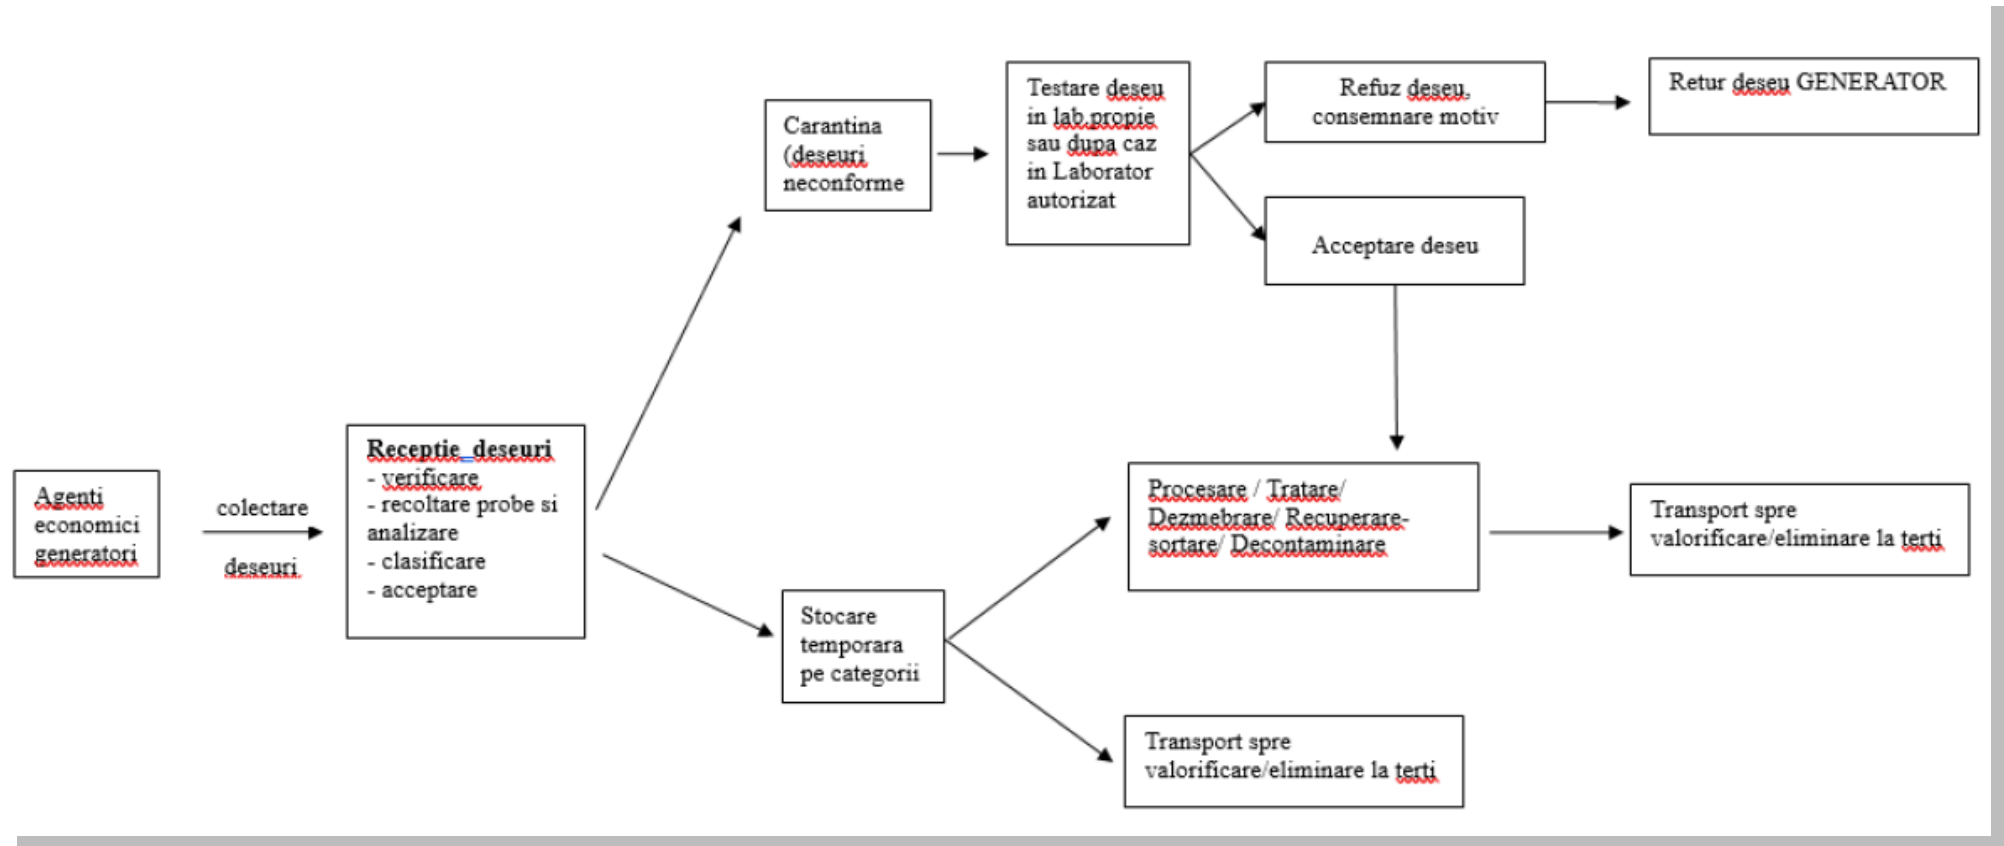 Agenti
economici
generatori
colectare
deseuri
Receptie_deseuri
- verificare
- recoltare probe si
analizare
- clasificare
- acceptare
Carantina
(deseuri
neconforme
Testare deseu
in lab.propie
sau dupa caz
in Laborator
autorizat
Refuz deseu,
consemnare motiv
Retur deseu GENERATOR
Acceptare deseu
Stocare
temporara
pe categorii
Procesare / Tratare/
Dezmebrare/ Recuperare-
sortare/ Decontaminare
Transport spre
valorificare/eliminare la terti
Transport spre
valorificare/eliminare la terti